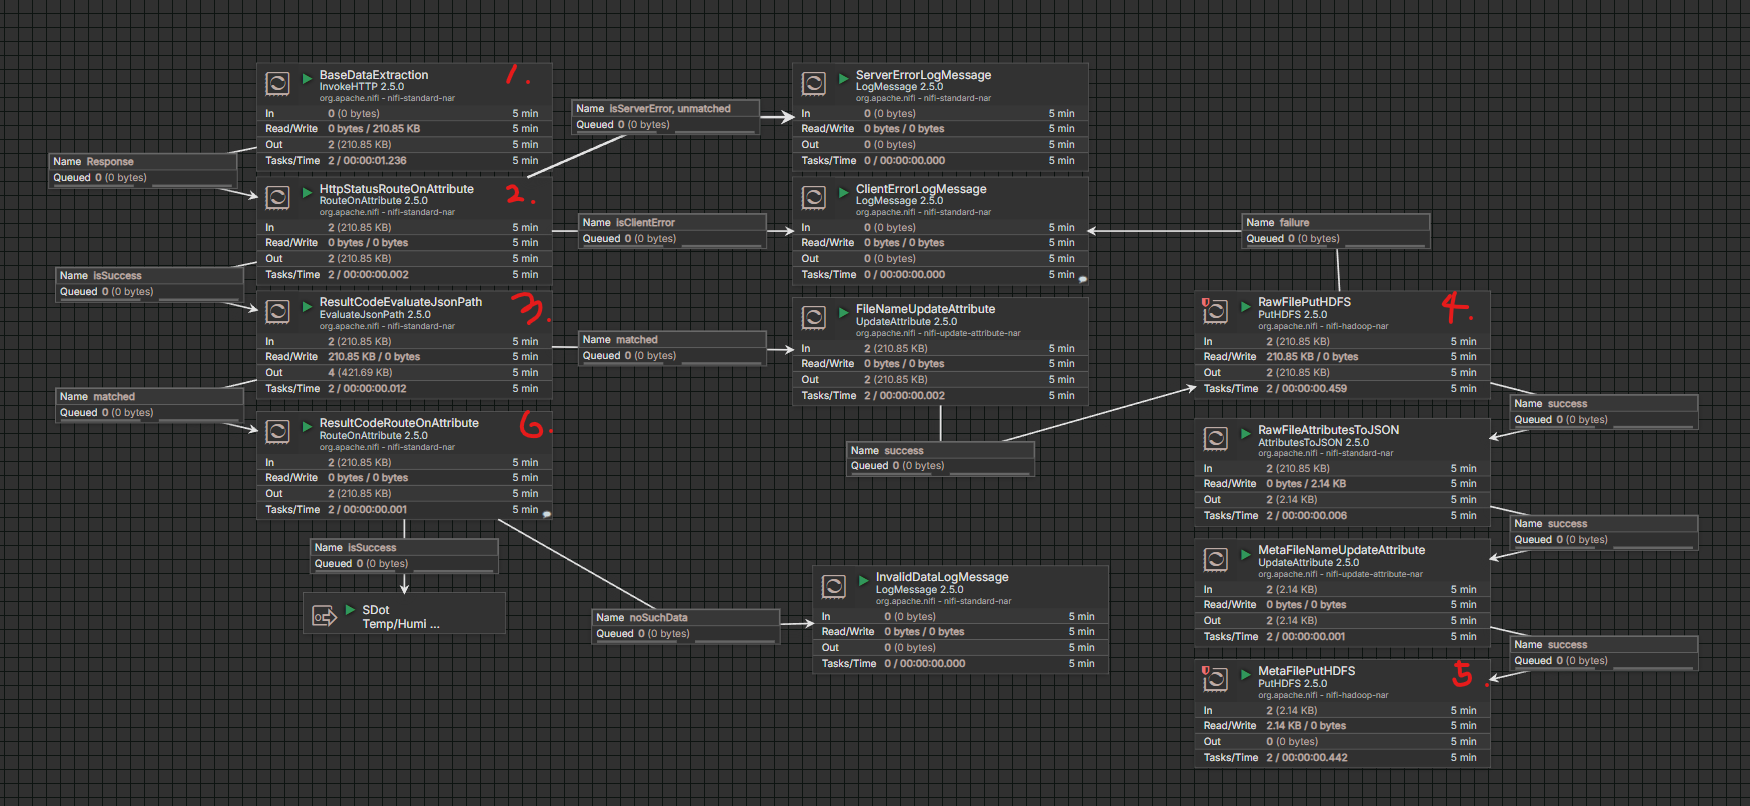 BaseDataExtraction 1.
InvokeHTTP 2.5.0
org.apache.nifi - nifi-standard-nar
In 0 (0 bytes) 5 min
Read/Write 0 bytes / 210.85 KB 5 min
Out 2 (210.85 KB) 5 min
Tasks/Time 2 / 00:00:01.236 5 min
Name Response
Queued 0 (0 bytes)
HttpStatusRouteOnAttribute 2.
RouteOnAttribute 2.5.0
org.apache.nifi - nifi-standard-nar
In 2 (210.85 KB) 5 min
Read/Write 0 bytes / 0 bytes 5 min
Out 2 (210.85 KB) 5 min
Tasks/Time 2 / 00:00:00.002 5 min
Name isSuccess
Queued 0 (0 bytes)
ResultCodeEvaluateJsonPath 3.
EvaluateJsonPath 2.5.0
org.apache.nifi - nifi-standard-nar
In 2 (210.85 KB) 5 min
Read/Write 210.85 KB / 0 bytes 5 min
Out 4 (421.69 KB) 5 min
Tasks/Time 2 / 00:00:00.012 5 min
Name matched
Queued 0 (0 bytes)
ResultCodeRouteOnAttribute 6.
RouteOnAttribute 2.5.0
org.apache.nifi - nifi-standard-nar
In 2 (210.85 KB) 5 min
Read/Write 0 bytes / 0 bytes 5 min
Out 2 (210.85 KB) 5 min
Tasks/Time 2 / 00:00:00.001 5 min
Name isSuccess
Queued 0 (0 bytes)
SDot
Temp/Humi ...
Name isServerError, unmatched
Queued 0 (0 bytes)
Name isClientError
Queued 0 (0 bytes)
Name matched
Queued 0 (0 bytes)
Name noSuchData
Queued 0 (0 bytes)
ServerErrorLogMessage
LogMessage 2.5.0
org.apache.nifi - nifi-standard-nar
In 0 (0 bytes) 5 min
Read/Write 0 bytes / 0 bytes 5 min
Out 0 (0 bytes) 5 min
Tasks/Time 0 / 00:00:00.000 5 min
ClientErrorLogMessage
LogMessage 2.5.0
org.apache.nifi - nifi-standard-nar
In 0 (0 bytes) 5 min
Read/Write 0 bytes / 0 bytes 5 min
Out 0 (0 bytes) 5 min
Tasks/Time 0 / 00:00:00.000 5 min
FileNameUpdateAttribute
UpdateAttribute 2.5.0
org.apache.nifi - nifi-update-attribute-nar
In 2 (210.85 KB) 5 min
Read/Write 0 bytes / 0 bytes 5 min
Out 2 (210.85 KB) 5 min
Tasks/Time 2 / 00:00:00.002 5 min
Name success
Queued 0 (0 bytes)
InvalidDataLogMessage
LogMessage 2.5.0
org.apache.nifi - nifi-standard-nar
In 0 (0 bytes) 5 min
Read/Write 0 bytes / 0 bytes 5 min
Out 0 (0 bytes) 5 min
Tasks/Time 0 / 00:00:00.000 5 min
Name failure
Queued 0 (0 bytes)
RawFilePutHDFS 4.
PutHDFS 2.5.0
org.apache.nifi - nifi-hadoop-nar
In 2 (210.85 KB) 5 min
Read/Write 210.85 KB / 0 bytes 5 min
Out 2 (210.85 KB) 5 min
Tasks/Time 2 / 00:00:00.459 5 min
Name success
Queued 0 (0 bytes)
RawFileAttributesToJSON
AttributesToJSON 2.5.0
org.apache.nifi - nifi-standard-nar
In 2 (210.85 KB) 5 min
Read/Write 0 bytes / 2.14 KB 5 min
Out 2 (2.14 KB) 5 min
Tasks/Time 2 / 00:00:00.006 5 min
Name success
Queued 0 (0 bytes)
MetaFileNameUpdateAttribute
UpdateAttribute 2.5.0
org.apache.nifi - nifi-update-attribute-nar
In 2 (2.14 KB) 5 min
Read/Write 0 bytes / 0 bytes 5 min
Out 2 (2.14 KB) 5 min
Tasks/Time 2 / 00:00:00.001 5 min
Name success
Queued 0 (0 bytes)
MetaFilePutHDFS 5.
PutHDFS 2.5.0
org.apache.nifi - nifi-hadoop-nar
In 2 (2.14 KB) 5 min
Read/Write 2.14 KB / 0 bytes 5 min
Out 0 (0 bytes) 5 min
Tasks/Time 2 / 00:00:00.442 5 min